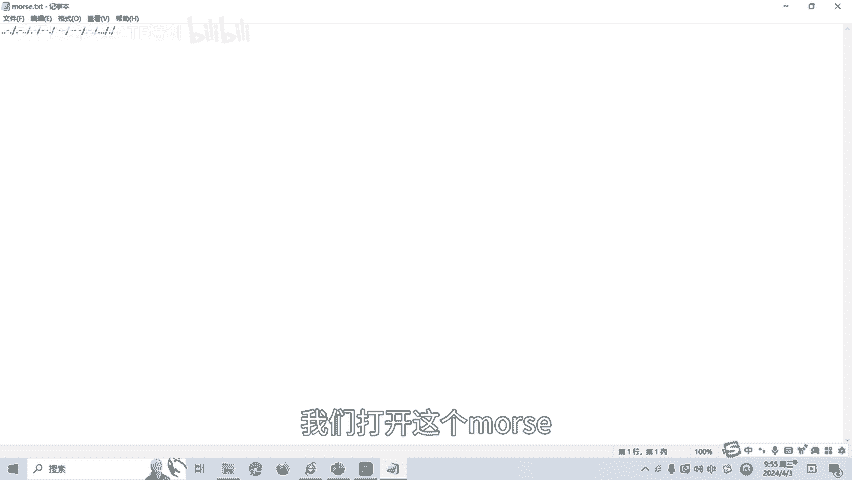 morse.txt - 记事本
文件(F) 编辑(E) 格式(O) 查看(V) 帮助(H)
bilibili
我们打开这个morse
第 1 行，第 1 列
100%
搜索
中
9:55 周三
2024/4/3